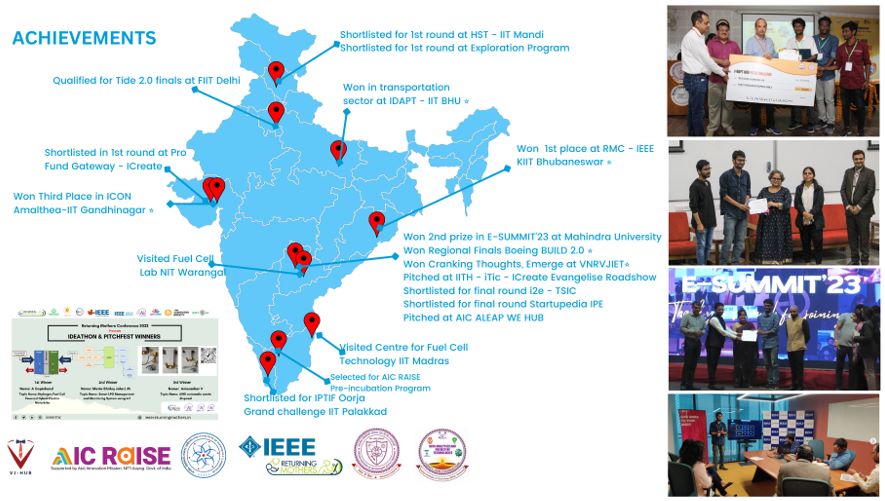 ACHIEVEMENTS
Shortlisted for 1st round at HST - IIT Mandi
Shortlisted for 1st round at Exploration Program
Qualified for Tide 2.0 finals at FIIT Delhi
Won in transportation
sector at IDAPT - IIT BHU ☆
Shortlisted in 1st round at Pro
Fund Gateway - ICreate
Won 1st place at RMC - IEEE
KIIT Bhubaneswar ☆
Won Third Place in ICON
Amalthea-IIT Gandhinagar ☆
Won 2nd prize in E-SUMMIT'23 at Mahindra University
Won Regional Finals Boeing BUILD 2.0 ☆
Won Cranking Thoughts, Emerge at VNRVJIET☆
Pitched at IITH - iTic - ICreate Evangelise Roadshow
Shortlisted for final round i2e - TSIC
Shortlisted for final round Startupedia IPE
Pitched at AIC ALEAP WE HUB
Visited Fuel Cell
Lab NIT Warangal
Visited Centre for Fuel Cell
Technology IIT Madras
Selected for AIC RAISE
Pre-incubation Program
Shortlisted for IPTIF Oorja
Grand challenge IIT Palakkad
IEEE
Returning Mothers Conference 2023
IDEATHON & PITCHFEST WINNERS
1st Winner
2nd Winner
3rd Winner
VJ-HUB
AIC RAISE
Supported by Atal Innovation Mission, NITI Aayog, Govt. of India
IEEE
RETURNING
MOTHERS
E-SUMMIT'23